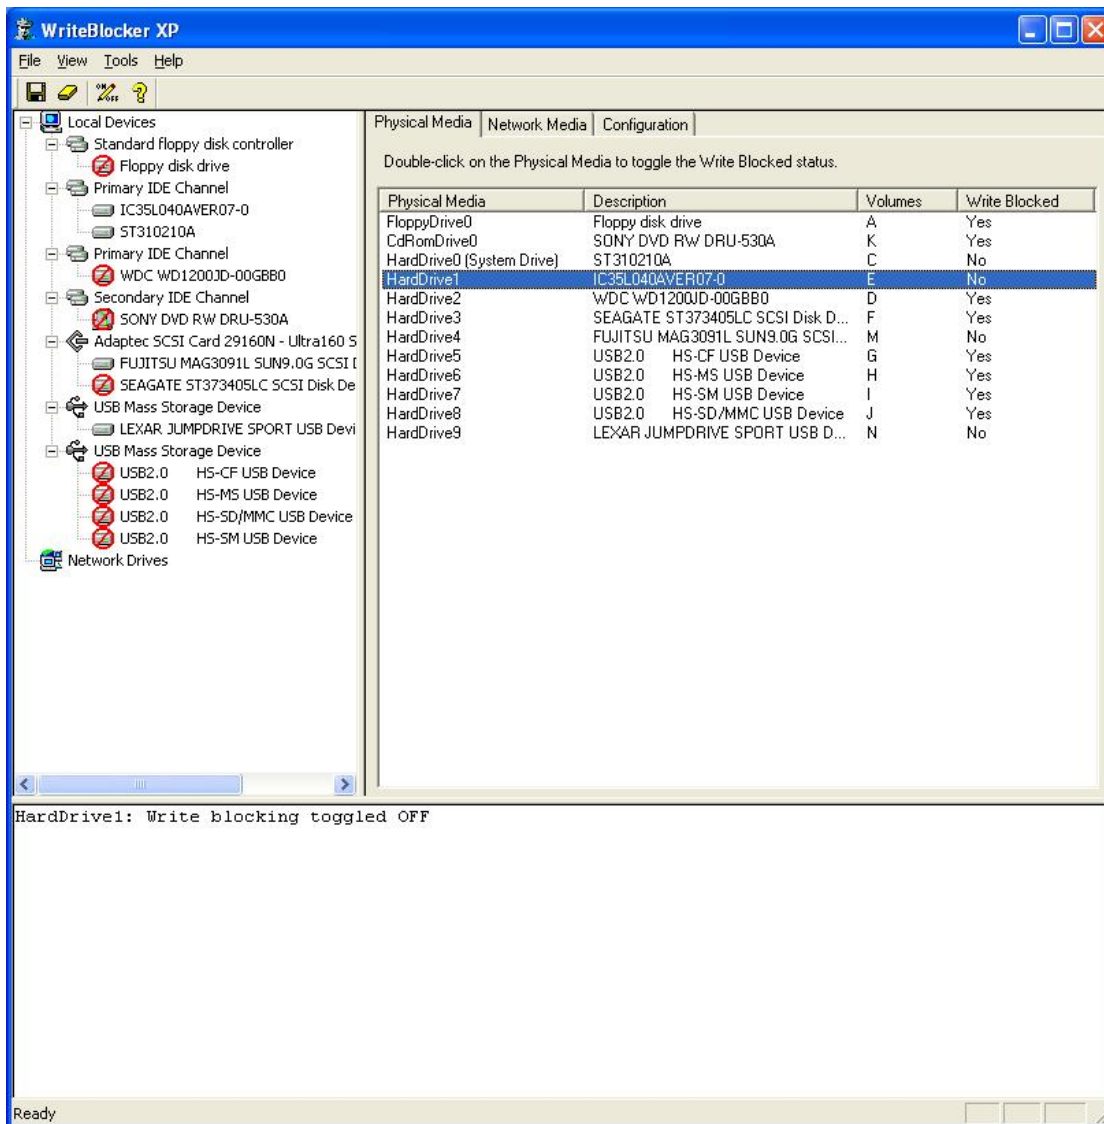 WriteBlocker XP
File View Tools Help
Local Devices
Standard floppy disk controller
Floppy disk drive
Primary IDE Channel
IC35L040AVER07-0
ST310210A
Primary IDE Channel
WDC WD1200JD-00GBB0
Secondary IDE Channel
SONY DVD RW DRU-530A
Adaptec SCSI Card 29160N - Ultra160 S
FUJITSU MAG3091L SUN9.0G SCSI [
SEAGATE ST373405LC SCSI Disk De
USB Mass Storage Device
LEXAR JUMPDRIVE SPORT USB Devi
USB Mass Storage Device
USB2.0 HS-CF USB Device
USB2.0 HS-MS USB Device
USB2.0 HS-SD/MMC USB Device
USB2.0 HS-SM USB Device
Network Drives
Physical Media Network Media Configuration
Double-click on the Physical Media to toggle the Write Blocked status.
Physical Media Description Volumes Write Blocked
FloppyDrive0 Floppy disk drive A Yes
CdRomDrive0 SONY DVD RW DRU-530A K Yes
HardDrive0 (System Drive) ST310210A C No
HardDrive1 IC35L040AVER07-0 E No
HardDrive2 WDC WD1200JD-00GBB0 D Yes
HardDrive3 SEAGATE ST373405LC SCSI Disk D... F Yes
HardDrive4 FUJITSU MAG3091L SUN9.0G SCSI... M No
HardDrive5 USB2.0 HS-CF USB Device G Yes
HardDrive6 USB2.0 HS-MS USB Device H Yes
HardDrive7 USB2.0 HS-SM USB Device I Yes
HardDrive8 USB2.0 HS-SD/MMC USB Device J Yes
HardDrive9 LEXAR JUMPDRIVE SPORT USB D... N No
HardDrive1: Write blocking toggled OFF
Ready